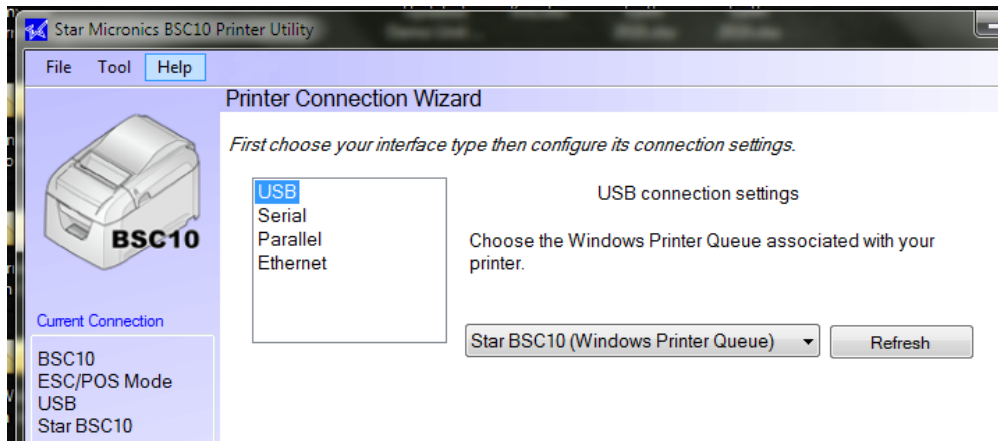 Star Micronics BSC10 Printer Utility
File Tool Help
Printer Connection Wizard
First choose your interface type then configure its connection settings.
USB
Serial
Parallel
Ethernet
USB connection settings
Choose the Windows Printer Queue associated with your
printer.
Star BSC10 (Windows Printer Queue)
Refresh
BSC10
Current Connection
BSC10
ESC/POS Mode
USB
Star BSC10